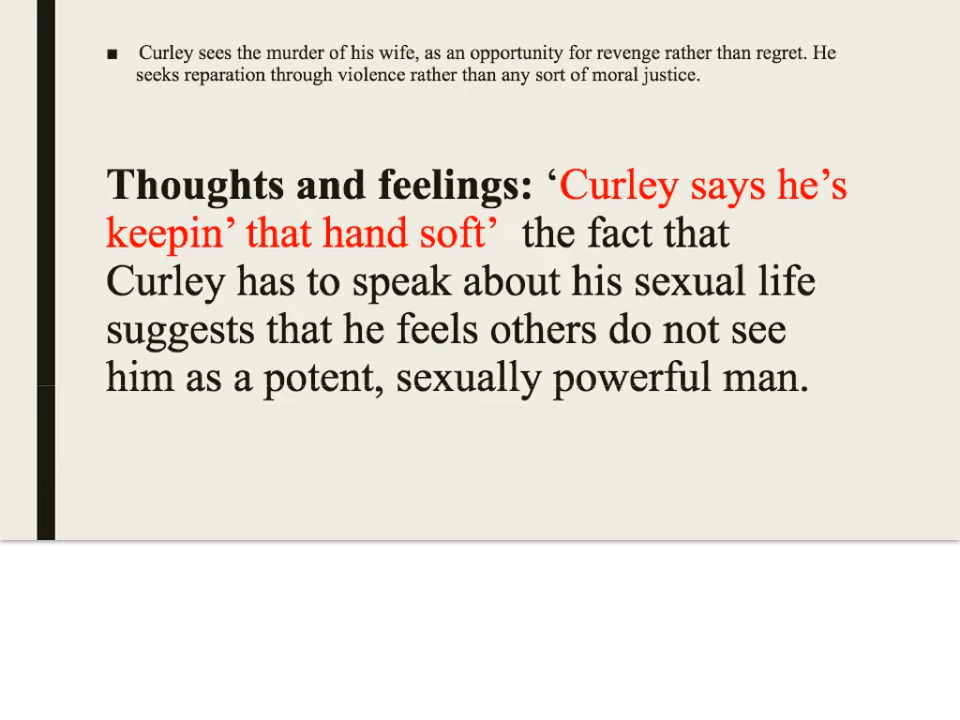 ▪ Curley sees the murder of his wife, as an opportunity for revenge rather than regret. He
seeks reparation through violence rather than any sort of moral justice.
Thoughts and feelings: ‘Curley says he’s
keepin’ that hand soft’ the fact that
Curley has to speak about his sexual life
suggests that he feels others do not see
him as a potent, sexually powerful man.